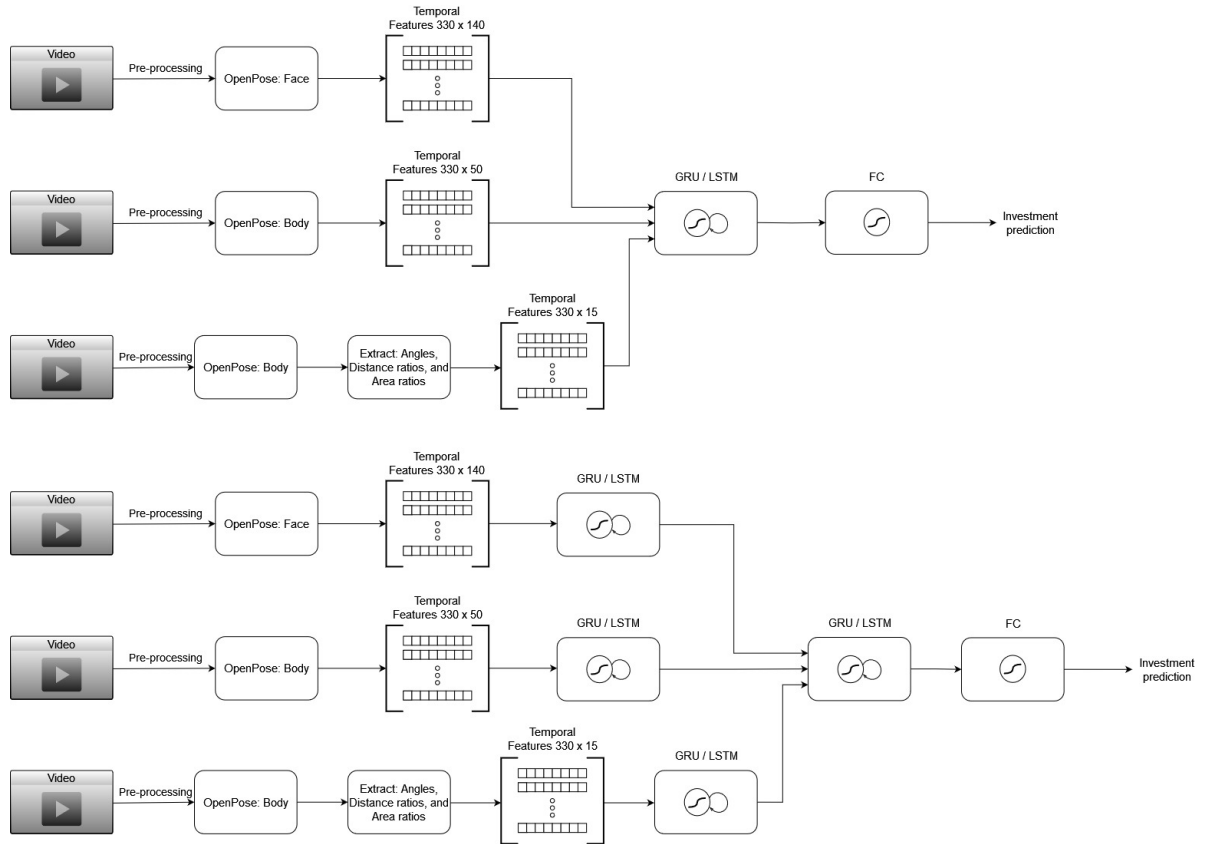 Video
Pre-processing
OpenPose: Face
Temporal
Features 330 x 140
Video
Pre-processing
OpenPose: Body
Temporal
Features 330 x 50
GRU / LSTM
FC
Investment
prediction
Video
Pre-processing
OpenPose: Body
Extract: Angles,
Distance ratios, and
Area ratios
Temporal
Features 330 x 15
Video
Pre-processing
OpenPose: Face
Temporal
Features 330 x 140
GRU / LSTM
Video
Pre-processing
OpenPose: Body
Temporal
Features 330 x 50
GRU / LSTM
GRU / LSTM
FC
Investment
prediction
Video
Pre-processing
OpenPose: Body
Extract: Angles,
Distance ratios, and
Area ratios
Temporal
Features 330 x 15
GRU / LSTM